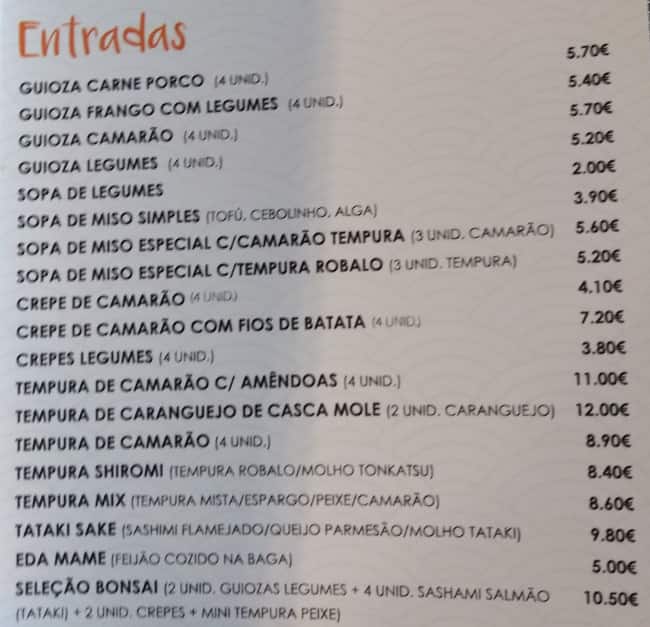 Entradas
GUIOZA CARNE PORCO (4 UNID.) 5.70€
GUIOZA FRANGO COM LEGUMES (4 UNID.) 5.40€
GUIOZA CAMARÃO (4 UNID.) 5.70€
GUIOZA LEGUMES (4 UNID.) 5.20€
SOPA DE LEGUMES 2.00€
SOPA DE MISO SIMPLES (TOFÚ, CEBOLINHO, ALGA) 3.90€
SOPA DE MISO ESPECIAL C/CAMARÃO TEMPURA (3 UNID. CAMARÃO) 5.60€
SOPA DE MISO ESPECIAL C/TEMPURA ROBALO (3 UNID. TEMPURA) 5.20€
CREPE DE CAMARÃO (4 UNID.) 4.10€
CREPE DE CAMARÃO COM FIOS DE BATATA (4 UNID.) 7.20€
CREPES LEGUMES (4 UNID.) 3.80€
TEMPURA DE CAMARÃO C/ AMÊNDOAS (4 UNID.) 11.00€
TEMPURA DE CARANGUEJO DE CASCA MOLE (2 UNID. CARANGUEJO) 12.00€
TEMPURA DE CAMARÃO (4 UNID.) 8.90€
TEMPURA SHIROMI (TEMPURA ROBALO/MOLHO TONKATSU) 8.40€
TEMPURA MIX (TEMPURA MISTA/ESPARGO/PEIXE/CAMARÃO) 8.60€
TATAKI SAKE (SASHIMI FLAMEJADO/QUEIJO PARMESÃO/MOLHO TATAKI) 9.80€
EDA MAME (FEIJÃO COZIDO NA BAGA) 5.00€
SELEÇÃO BONSAI (2 UNID. GUIOZAS LEGUMES + 4 UNID. SASHAMI SALMÃO 10.50€
(TATAKI) + 2 UNID. CREPES + MINI TEMPURA PEIXE)